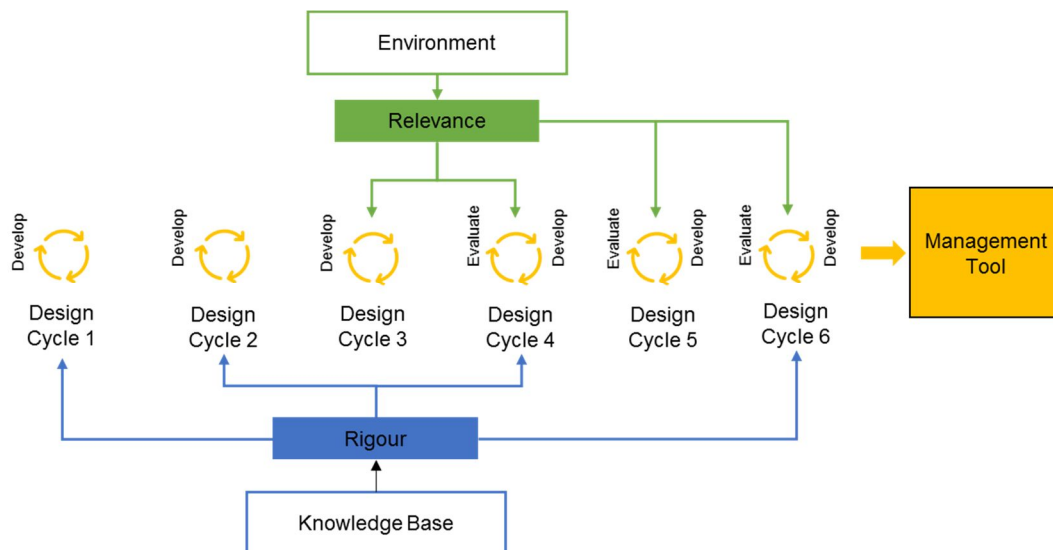 Environment
Relevance
Develop
Develop
Develop
Evaluate
Develop
Evaluate
Develop
Evaluate
Develop
Management
Tool
Design
Cycle 1
Design
Cycle 2
Design
Cycle 3
Design
Cycle 4
Design
Cycle 5
Design
Cycle 6
Rigour
Knowledge Base